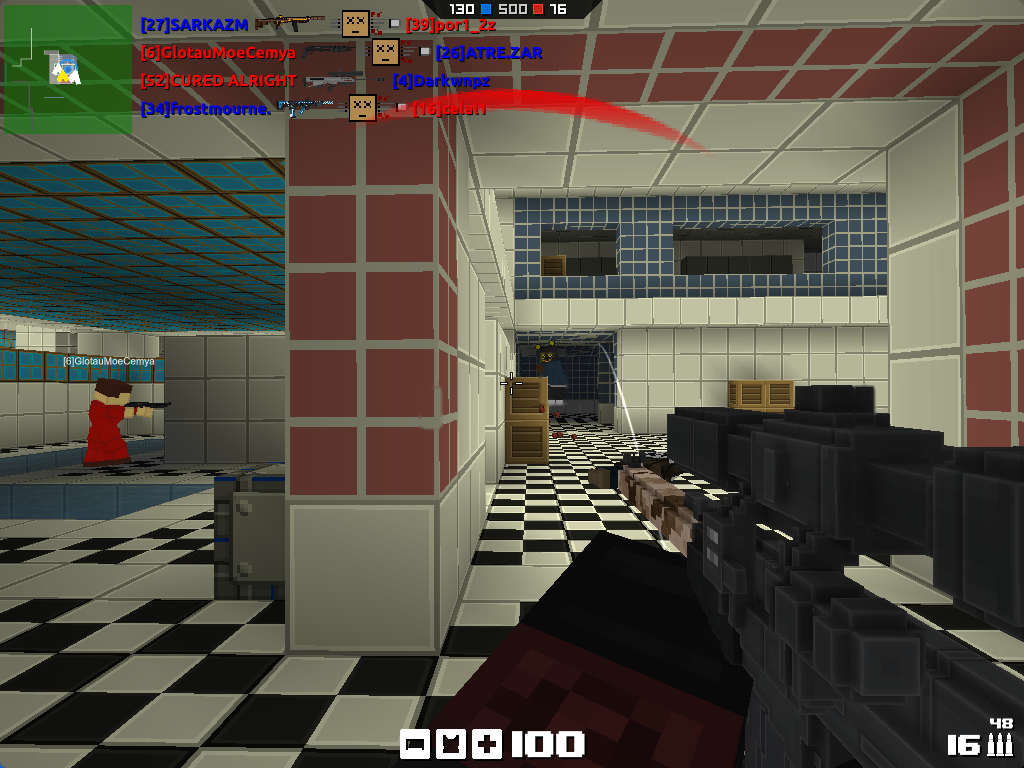 130 500 16
[27]SARKAZM [39]por1_2z
[6]GlotauMoeCemya [26]ATRE.ZAR
[52]CURED ALRIGHT [4]Darkwnpz
[34]frostmourne.
[6]GlotauMoeCemya
100
48
16